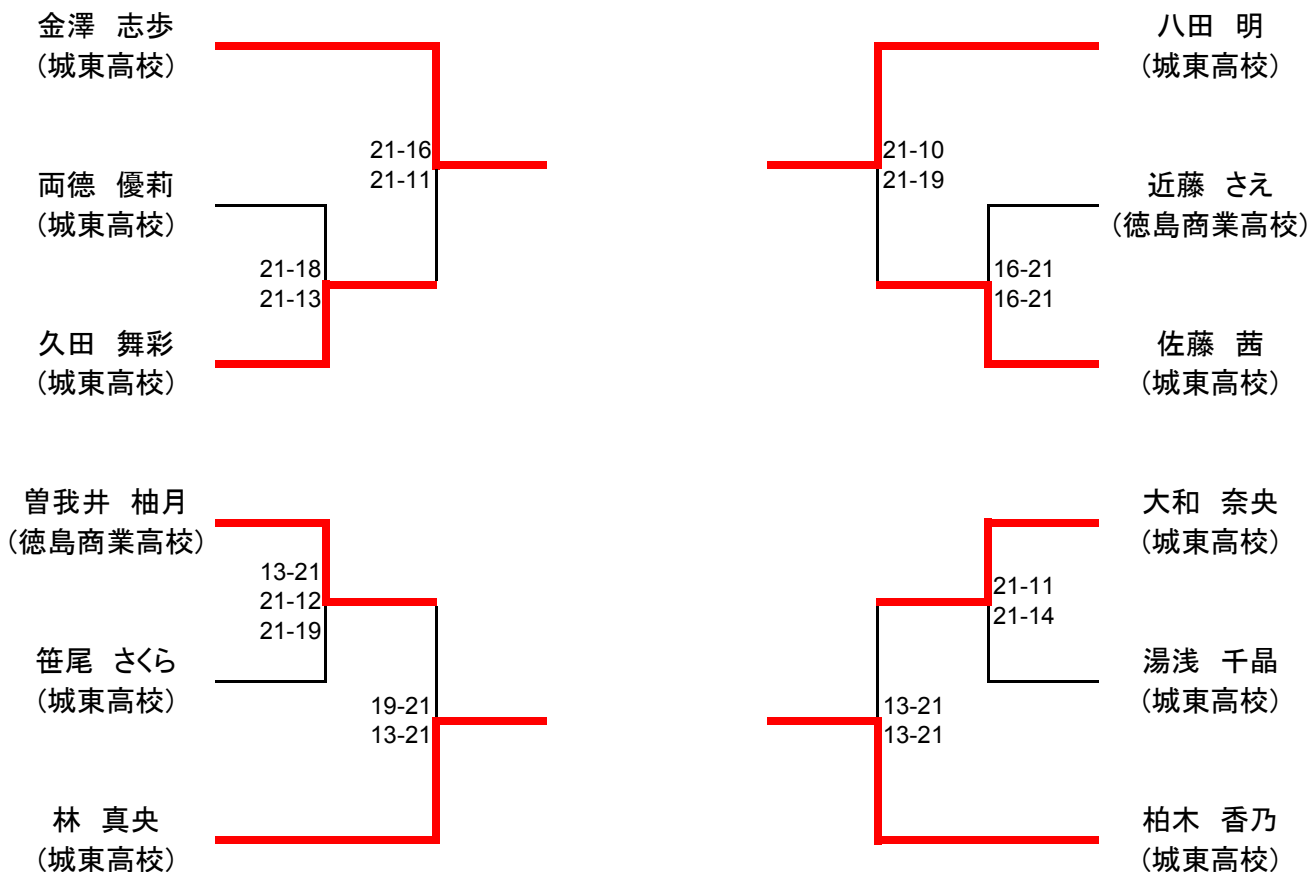 金澤　志歩
（城東高校）
21-16
21-11
両徳　優莉
（城東高校）
21-18
21-13
久田　舞彩
（城東高校）
曽我井　柚月
（徳島商業高校）
13-21
21-12
21-19
笹尾　さくら
（城東高校）
19-21
13-21
林　真央
（城東高校）
八田　明
（城東高校）
21-10
21-19
近藤　さえ
（徳島商業高校）
16-21
16-21
佐藤　茜
（城東高校）
大和　奈央
（城東高校）
21-11
21-14
湯浅　千晶
（城東高校）
13-21
13-21
柏木　香乃
（城東高校）